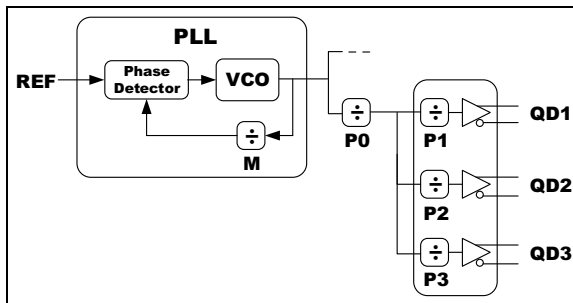 PLL
REF
Phase
Detector
VCO
÷
M
÷
P0
÷
P1
QD1
÷
P2
QD2
÷
P3
QD3